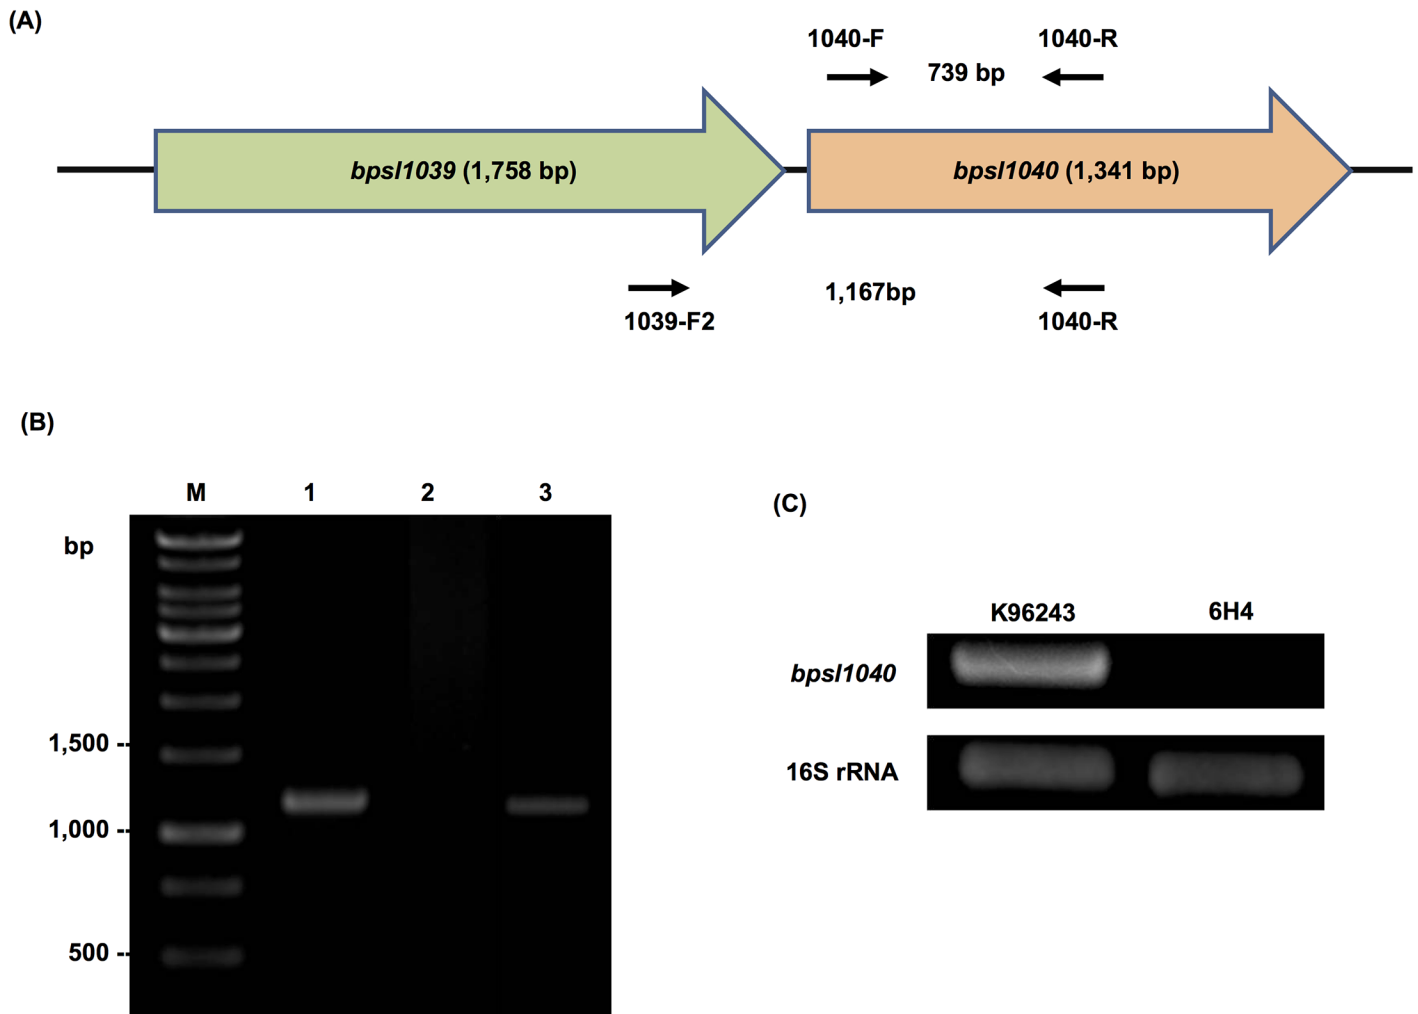 (A)
1040-F 1040-R
739 bp
bpsl1039 (1,758 bp) bpsl1040 (1,341 bp)
1,167bp
1039-F2 1040-R
(B)
M 1 2 3
bp
1,500 --
1,000 --
500 --
(C)
K96243 6H4
bpsl1040
16S rRNA